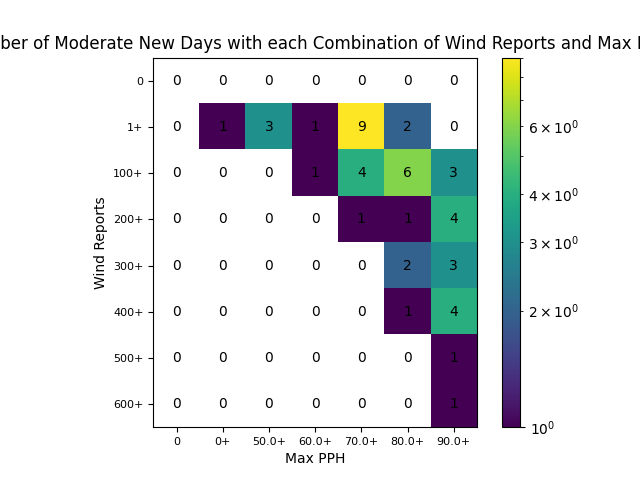 ber of Moderate New Days with each Combination of Wind Reports and Max
0 0 0 0 0 0 0 0
1+ 0 1 3 1 9 2 0
100+ 0 0 0 1 4 6 3
200+ 0 0 0 0 1 1 4
300+ 0 0 0 0 0 2 3
400+ 0 0 0 0 0 1 4
500+ 0 0 0 0 0 0 1
600+ 0 0 0 0 0 0 1
0 0+ 50.0+ 60.0+ 70.0+ 80.0+ 90.0+
Max PPH
Wind Reports
6 × 10⁰
4 × 10⁰
3 × 10⁰
2 × 10⁰
10⁰